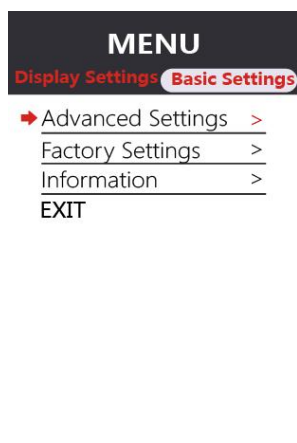 MENU
Display Settings Basic Settings
Advanced Settings >
Factory Settings >
Information >
EXIT